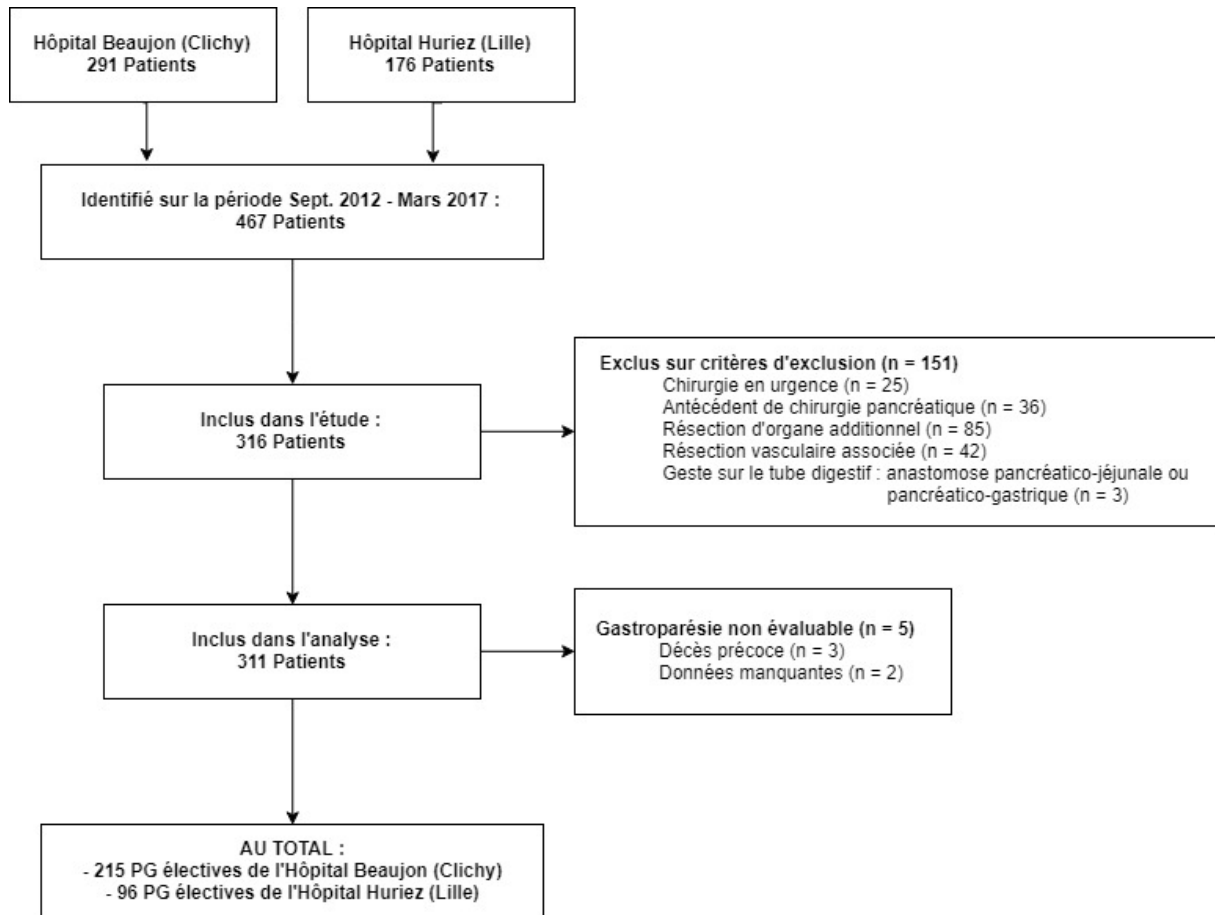 Hôpital Beaujon (Clichy)
291 Patients
Hôpital Huriez (Lille)
176 Patients
Identifié sur la période Sept. 2012 - Mars 2017 :
467 Patients
Exclus sur critères d'exclusion (n = 151)
Chirurgie en urgence (n = 25)
Antécédent de chirurgie pancréatique (n = 36)
Résection d'organe additionnel (n = 85)
Résection vasculaire associée (n = 42)
Geste sur le tube digestif : anastomose pancréatico-jéjunale ou
pancréatico-gastrique (n = 3)
Inclus dans l'étude :
316 Patients
Gastroparésie non évaluable (n = 5)
Décès précoce (n = 3)
Données manquantes (n = 2)
Inclus dans l'analyse :
311 Patients
AU TOTAL :
- 215 PG électives de l'Hôpital Beaujon (Clichy)
- 96 PG électives de l'Hôpital Huriez (Lille)